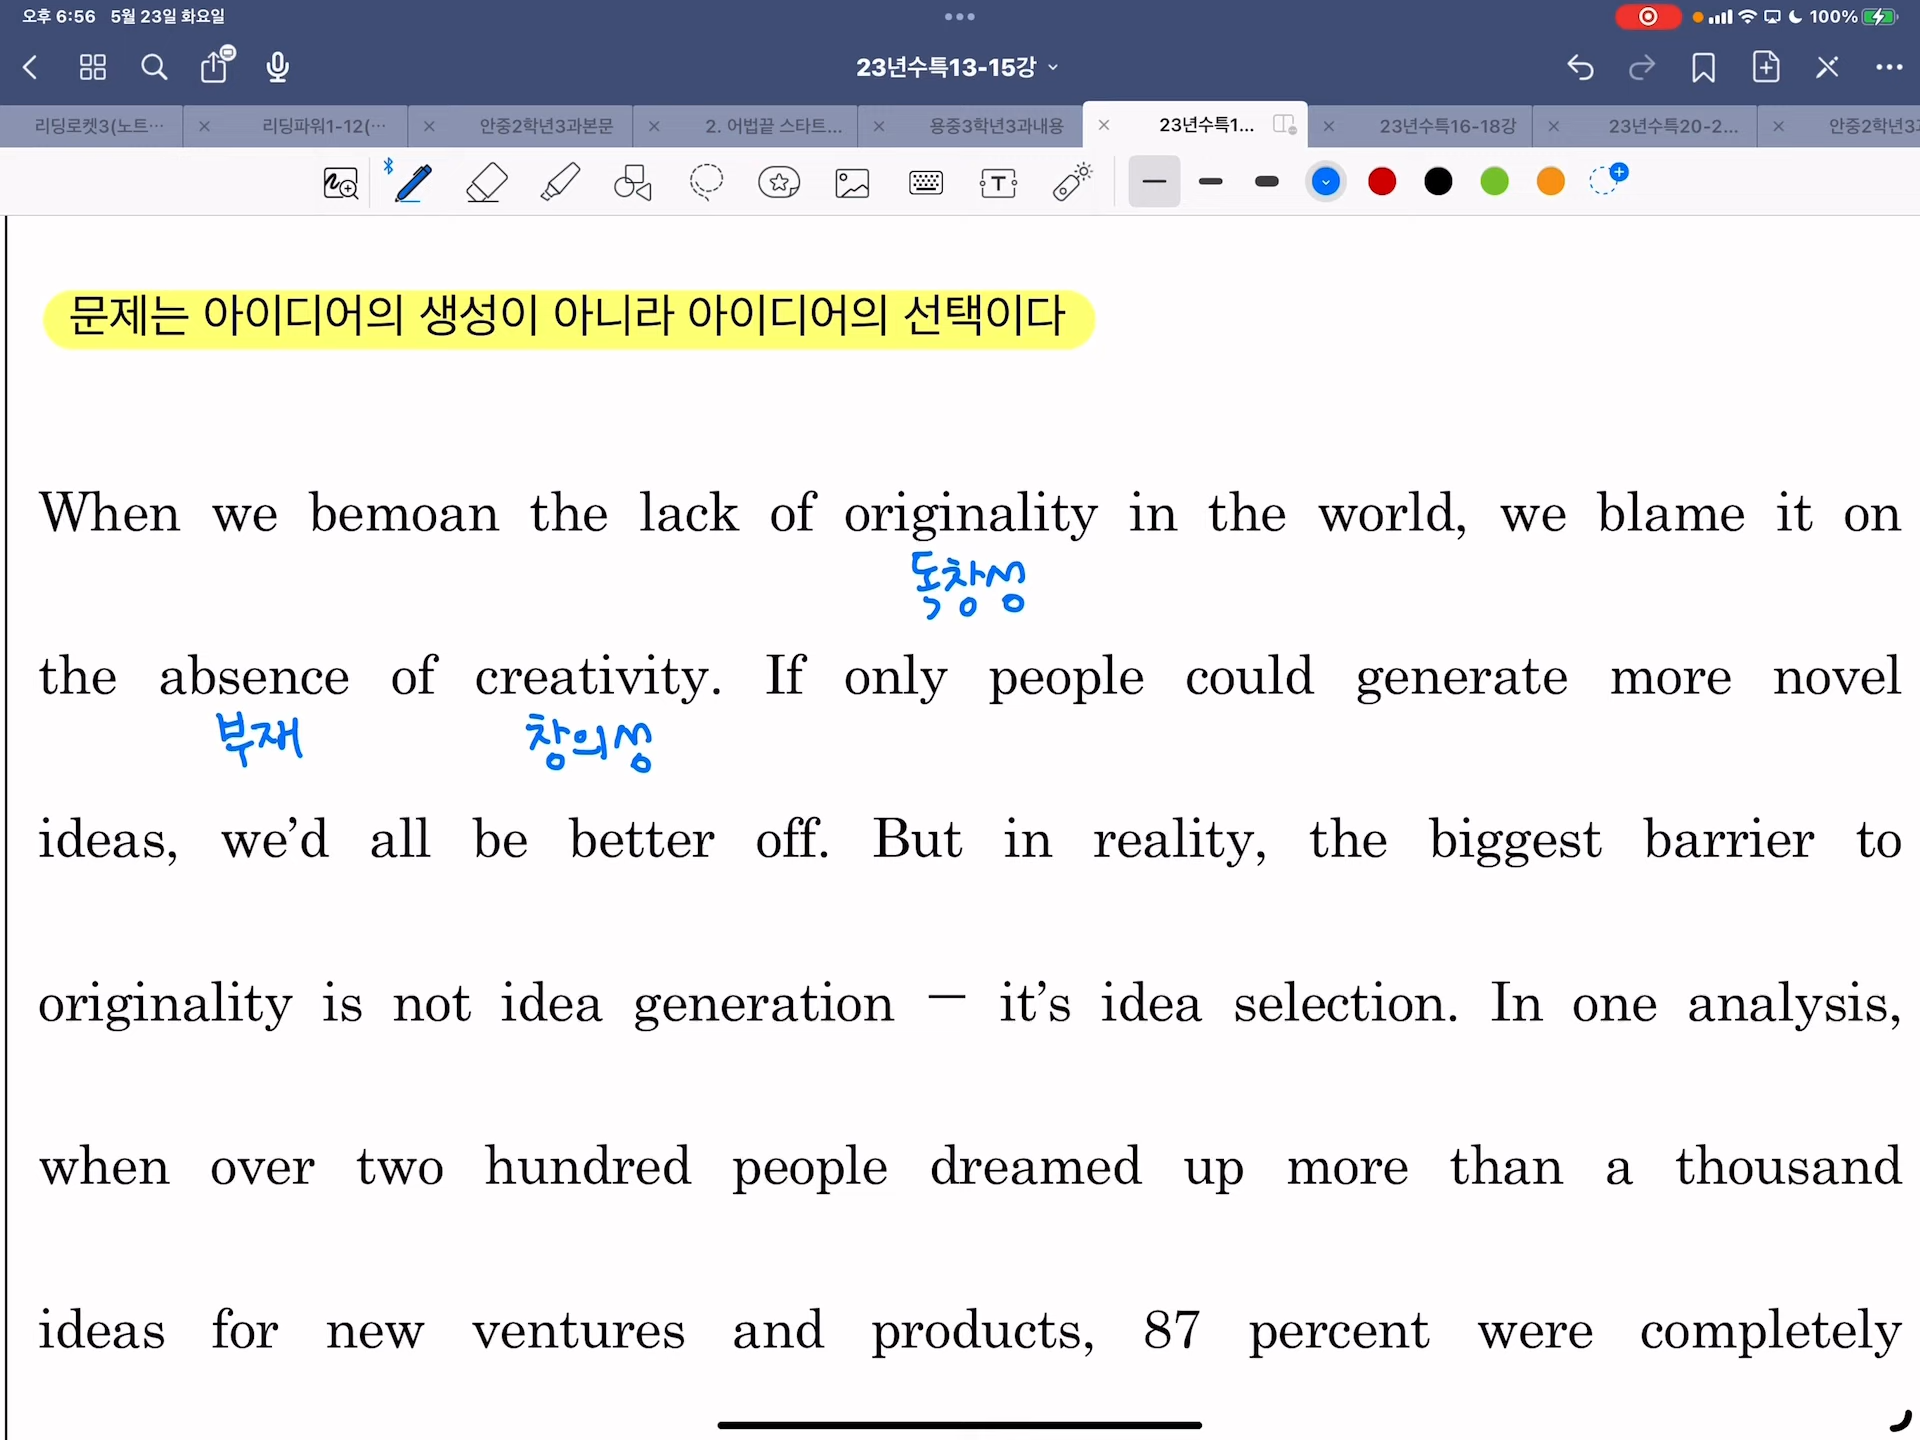 오후 6:56 5월 23일 화요일
100%
23년수특13-15강
리딩로켓3(노트…
리딩파워1-12(…
안중2학년3과본문
2. 어법끝 스타트...
용중3학년3과내용
23년수특1...
23년수특16-18강
23년수특20-2...
안중2학년3
문제는 아이디어의 생성이 아니라 아이디어의 선택이다
When we bemoan the lack of originality in the world, we blame it on
독창성
the absence of creativity. If only people could generate more novel
부재 창의성
ideas, we’d all be better off. But in reality, the biggest barrier to
originality is not idea generation － it’s idea selection. In one analysis,
when over two hundred people dreamed up more than a thousand
ideas for new ventures and products, 87 percent were completely